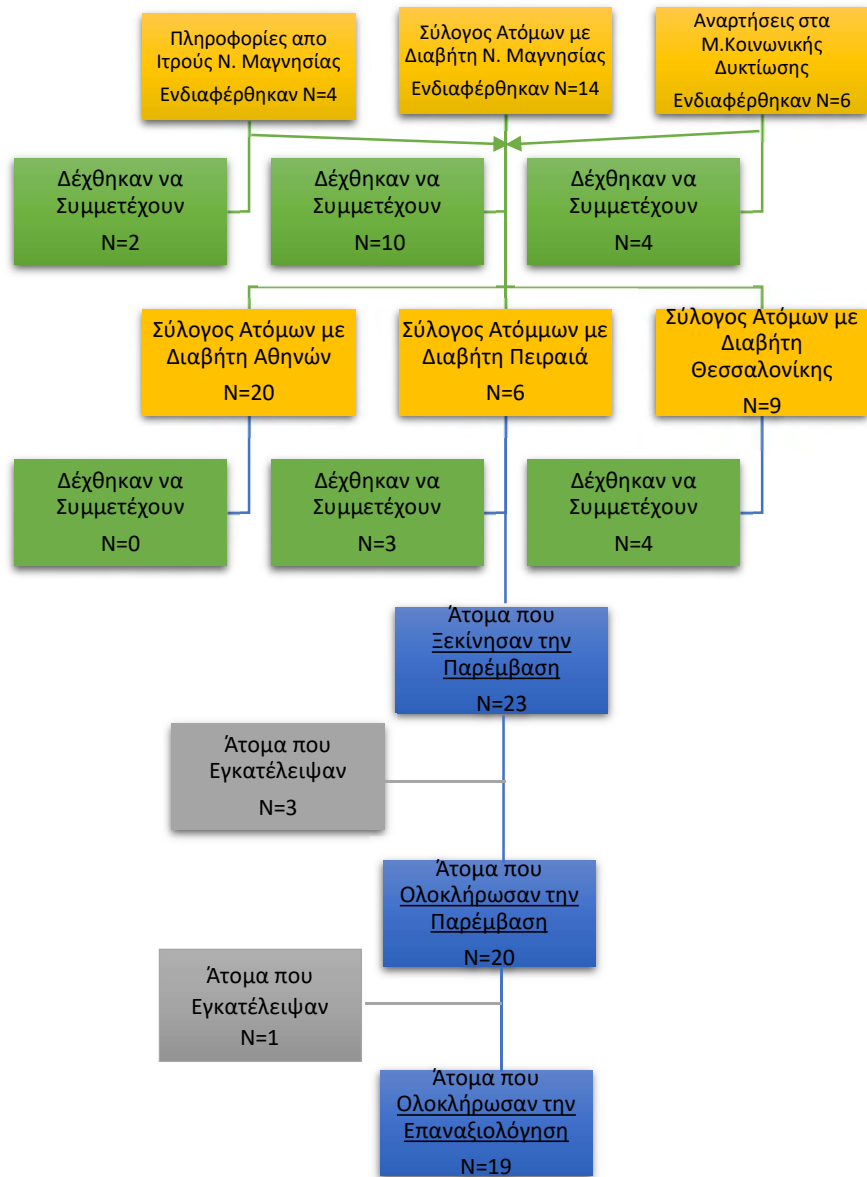 Πληροφορίες απο
Ιτρούς Ν. Μαγνησίας
Ενδιαφέρθηκαν Ν=4
Σύλογος Ατόμων με
Διαβήτη Ν. Μαγνησίας
Ενδιαφέρθηκαν Ν=14
Αναρτήσεις στα
Μ.Κοινωνικής
Δυκτίωσης
Ενδιαφέρθηκαν Ν=6
Δέχθηκαν να
Συμμετέχουν
Ν=2
Δέχθηκαν να
Συμμετέχουν
Ν=10
Δέχθηκαν να
Συμμετέχουν
Ν=4
Σύλογος Ατόμων με
Διαβήτη Αθηνών
Ν=20
Σύλογος Ατόμμων με
Διαβήτη Πειραιά
Ν=6
Σύλογος Ατόμων με
Διαβήτη
Θεσσαλονίκης
Ν=9
Δέχθηκαν να
Συμμετέχουν
Ν=0
Δέχθηκαν να
Συμμετέχουν
Ν=3
Δέχθηκαν να
Συμμετέχουν
Ν=4
Άτομα που
Ξεκίνησαν την
Παρέμβαση
Ν=23
Άτομα που
Εγκατέλειψαν
Ν=3
Άτομα που
Ολοκλήρωσαν την
Παρέμβαση
Ν=20
Άτομα που
Εγκατέλειψαν
Ν=1
Άτομα που
Ολοκλήρωσαν την
Επαναξιολόγηση
Ν=19